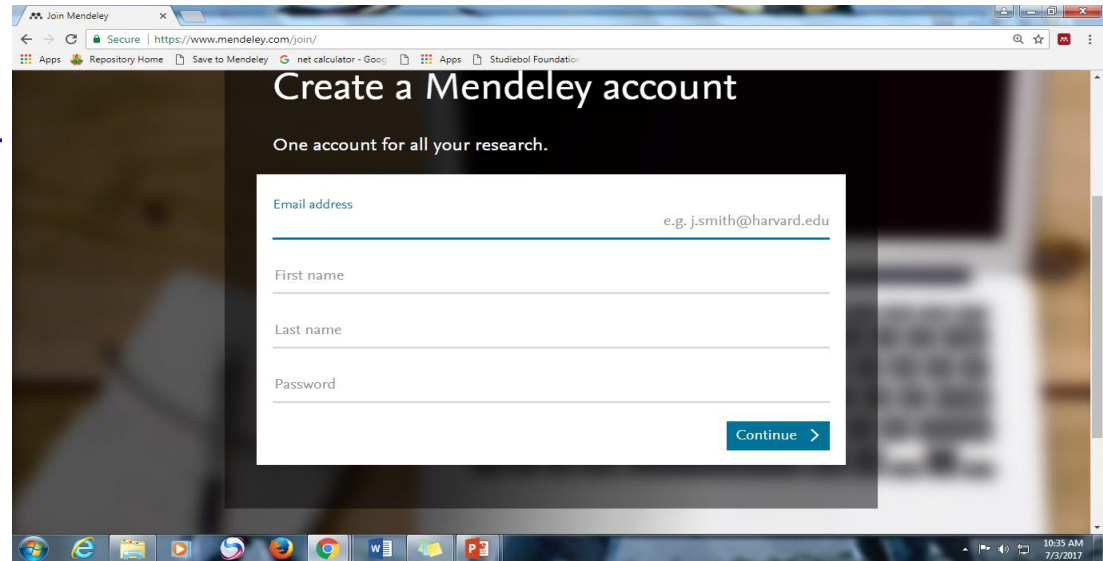 Join Mendeley
Secure | https://www.mendeley.com/join/
Apps Repository Home Save to Mendeley net calculator - Goog Apps Studiebol Foundation
Create a Mendeley account
One account for all your research.
Email address
e.g. j.smith@harvard.edu
First name
Last name
Password
Continue
10:35 AM
7/3/2017